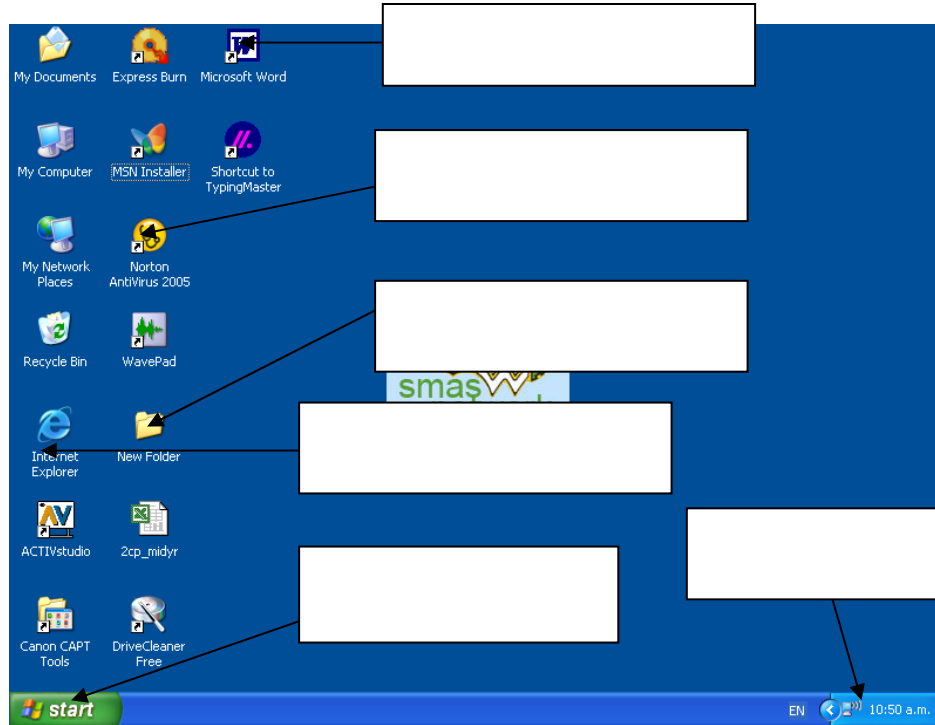 My Documents
Express Burn
Microsoft Word
My Computer
MSN Installer
Shortcut to
TypingMaster
My Network
Places
Norton
AntiVirus 2005
Recycle Bin
WavePad
smaş
Internet
Explorer
New Folder
ACTIVstudio
2cp_midyr
Canon CAPT
Tools
DriveCleaner
Free
start
EN
10:50 a.m.